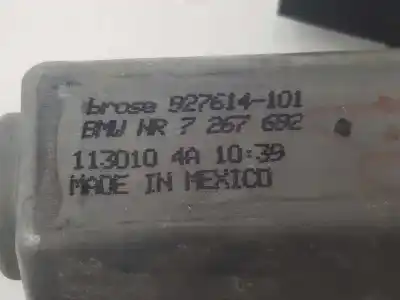 brose 927614-101
BMW NR 7 267 692
113010 4A 10:39
MADE IN MEXICO